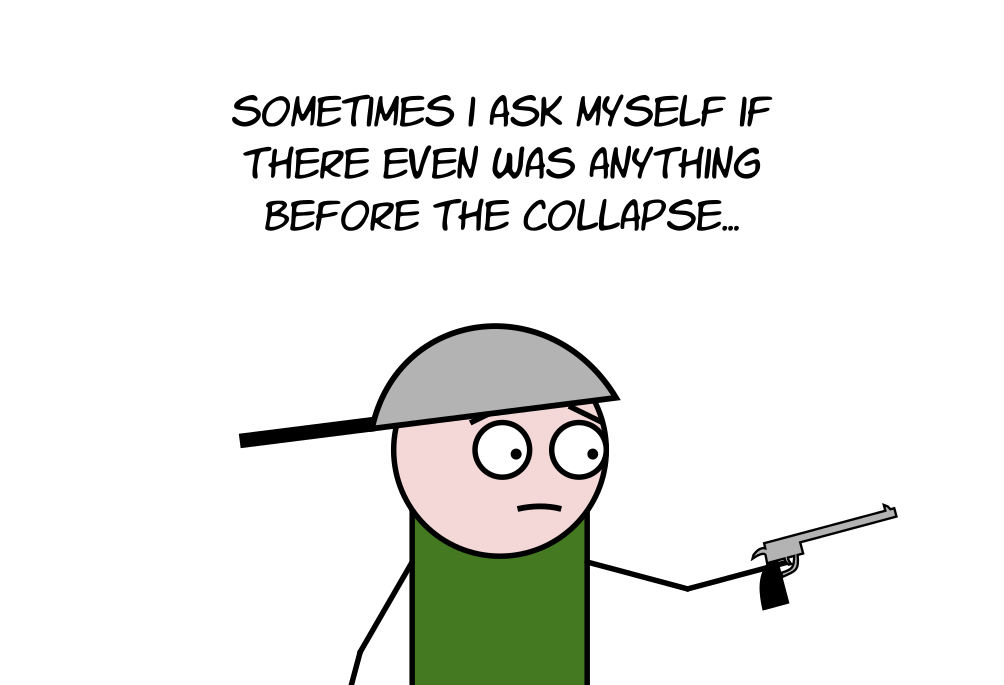 SOMETIMES I ASK MYSELF IF
THERE EVEN WAS ANYTHING
BEFORE THE COLLAPSE...